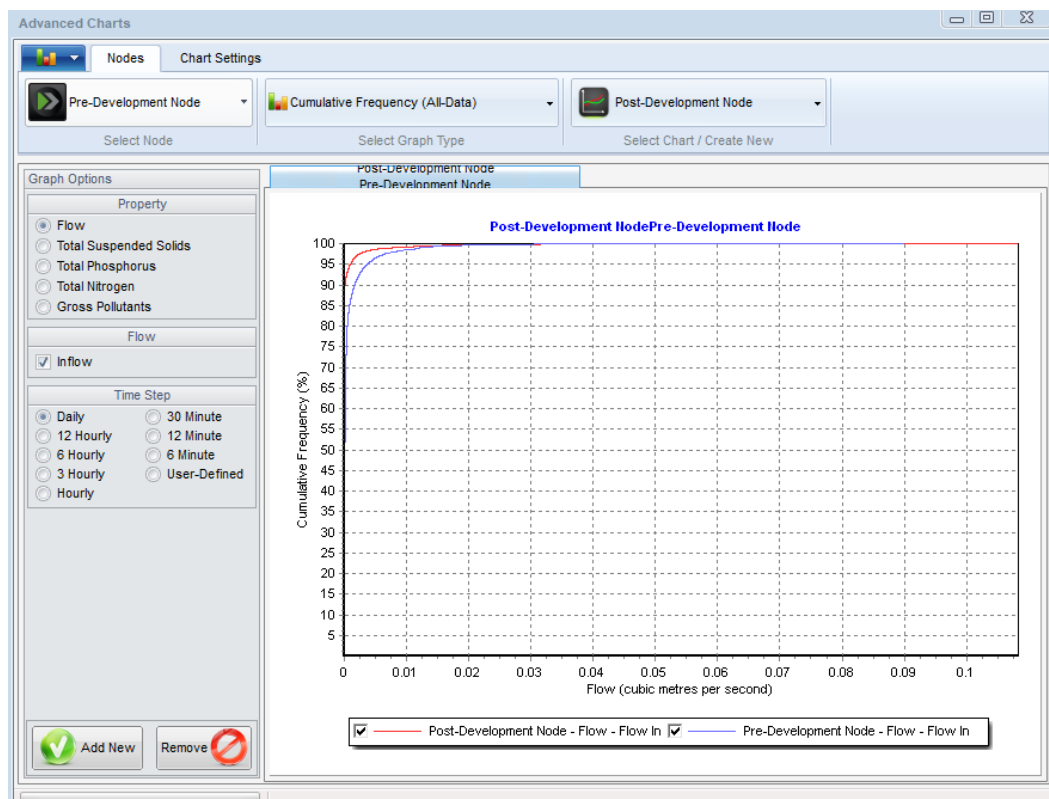 Advanced Charts
Nodes Chart Settings
Pre-Development Node Cumulative Frequency (All-Data) Post-Development Node
Select Node Select Graph Type Select Chart / Create New
Graph Options
Property
Flow
Total Suspended Solids
Total Phosphorus
Total Nitrogen
Gross Pollutants
Flow
Inflow
Time Step
Daily 30 Minute
12 Hourly 12 Minute
6 Hourly 6 Minute
3 Hourly User-Defined
Hourly
Add New Remove
Post-Development Node
Pre-Development Node
Post-Development NodePre-Development Node
Cumulative Frequency (%)
100
95
90
85
80
75
70
65
60
55
50
45
40
35
30
25
20
15
10
5
0 0.01 0.02 0.03 0.04 0.05 0.06 0.07 0.08 0.09 0.1
Flow (cubic metres per second)
Post-Development Node - Flow - Flow In Pre-Development Node - Flow - Flow In